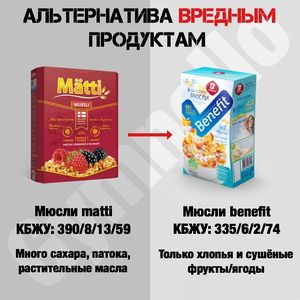 АЛЬТЕРНАТИВА ВРЕДНЫМ
ПРОДУКТАМ
Mätti
MUESLI
МЮСЛИ
Benefit
Мюсли matti
КБЖУ: 390/8/13/59
Много сахара, патока,
растительные масла
Мюсли benefit
КБЖУ: 335/6/2/74
Только хлопья и сушёные
фрукты/ягоды